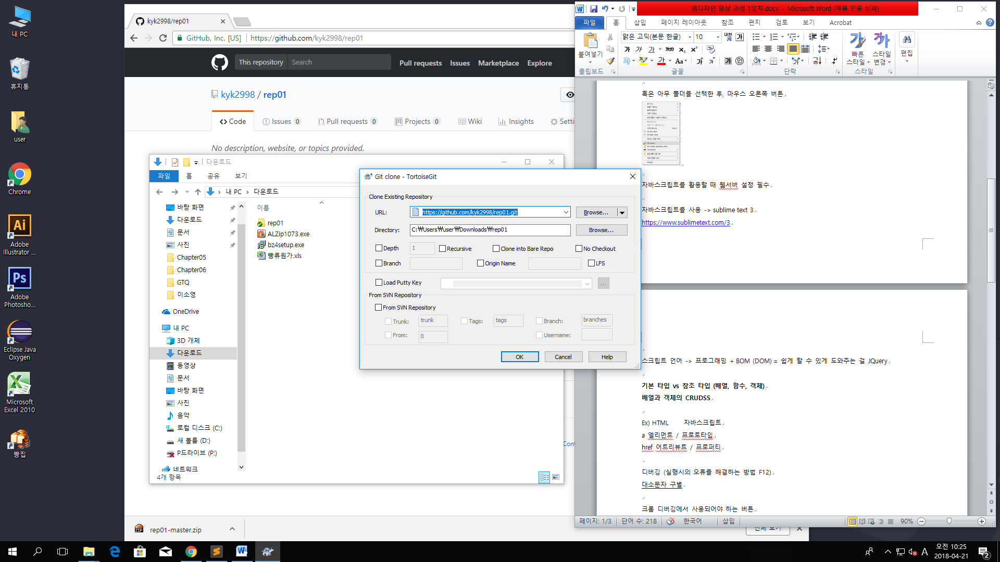 내 PC
휴지통
user
Chrome
Adobe
Illustrator ...
Adobe
Photosho...
Eclipse Java
Oxygen
Microsoft
Excel 2010
빵집
kyk2998/rep01
GitHub, Inc. [US]
https://github.com/kyk2998/rep01
This repository
Search
Pull requests
Issues
Marketplace
Explore
kyk2998 / rep01
Code
Issues 0
Pull requests 0
Projects 0
Wiki
Insights
Setti
No description, website, or topics provided.
다운로드
파일
홈
공유
보기
내 PC
다운로드
바탕 화면
다운로드
문서
사진
Chapter05
Chapter06
GTQ
이소영
OneDrive
내 PC
3D 개체
다운로드
동영상
문서
바탕 화면
사진
음악
로컬 디스크 (C:)
새 볼륨 (D:)
P드라이브 (P:)
네트워크
이름
rep01
ALZip1073.exe
bz4setup.exe
빵류원가.xls
4개 항목
Cont
Git clone - TortoiseGit
Clone Existing Repository
URL:
https://github.com/kyk2998/rep01.git
Browse...
Directory:
C:₩Users₩user₩Downloads₩rep01
Browse...
Depth
1
Recursive
Clone into Bare Repo
No Checkout
Branch
Origin Name
LFS
Load Putty Key
...
From SVN Repository
From SVN Repository
Trunk:
trunk
Tags:
tags
Branch:
branches
From:
0
Username:
OK
Cancel
Help
웹디자인 향상 과정 1일차.docx - Microsoft Word (제품 인증 실패)
파일
홈
삽입
페이지 레이아웃
참조
편지
검토
보기
Acrobat
붙여넣기
클립보드
맑은 고딕(본문 한글)
10
글꼴
단락
빠른
스타일
스타일
변경
스타일
편집
혹은 아무 폴더를 선택한 후, 마우스 오른쪽 버튼
자바스크립트를 활용할 때 웹서버 설정 필수
자바스크립트를 사용 -> sublime text 3
https://www.sublimetext.com/3
스크립트 언어 -> 프로그래밍 + BOM (DOM) = 쉽게 할 수 있게 도와주는 걸 JQuery
기본 타입 vs 참조 타입 (배열, 함수, 객체)
배열과 객체의 CRUDSS
Ex) HTML 자바스크립트
a 엘리먼트 / 프로토타입
href 어트리뷰트 / 프로퍼티
디버깅 (실행시의 오류를 해결하는 방법 F12)
대소문자 구별
크롬 디버깅에서 사용되어야 하는 버튼
페이지: 1/3
단어 수: 218
한국어
삽입
90%
rep01-master.zip
전체 보기
A
오전 10:25
2018-04-21
2